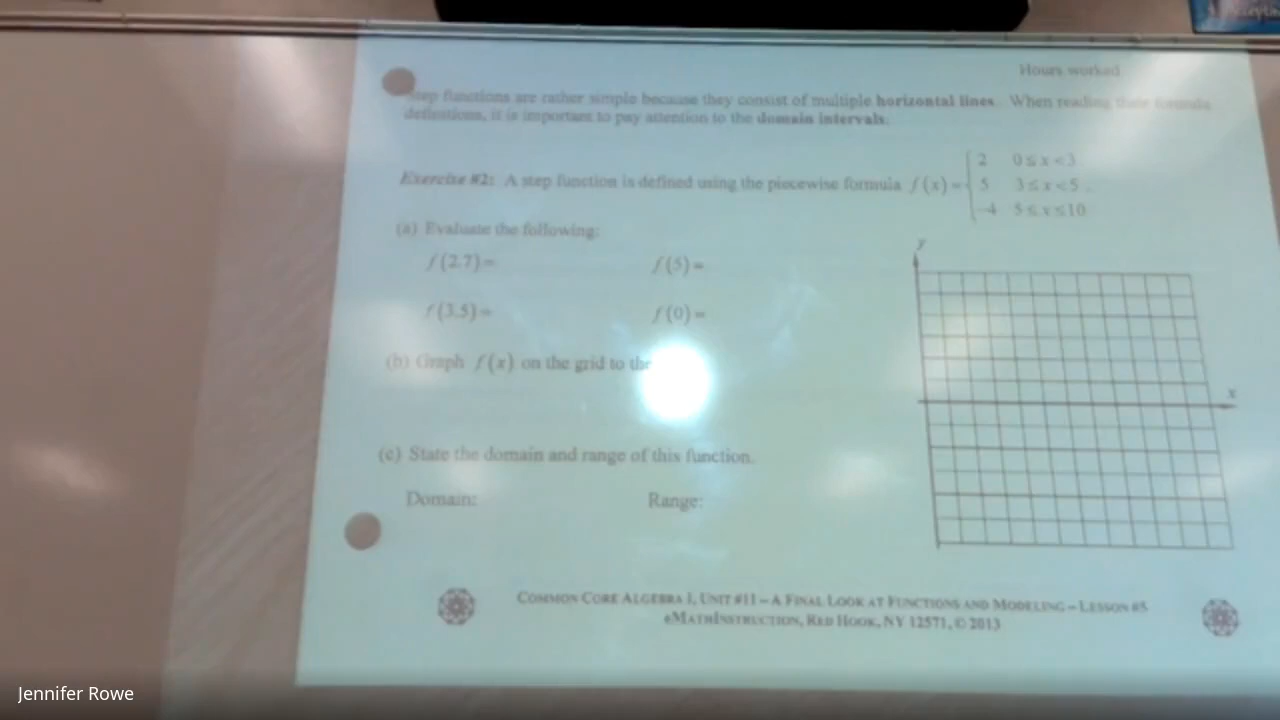 Hours worked
Step functions are rather simple because they consist of multiple horizontal lines. When reading their formula
definitions, it is important to pay attention to the domain intervals.
Exercise #2: A step function is defined using the piecewise formula f(x)={
2 0≤x<3
5 3≤x<5 .
-4 5≤x≤10
(a) Evaluate the following:
f(2.7)= f(5)=
f(3.5)= f(0)=
(b) Graph f(x) on the grid to the
(c) State the domain and range of this function.
Domain: Range:
y
x
COMMON CORE ALGEBRA I, UNIT #11 – A FINAL LOOK AT FUNCTIONS AND MODELING – LESSON #5
eMATHINSTRUCTION, RED HOOK, NY 12571, © 2013
Jennifer Rowe